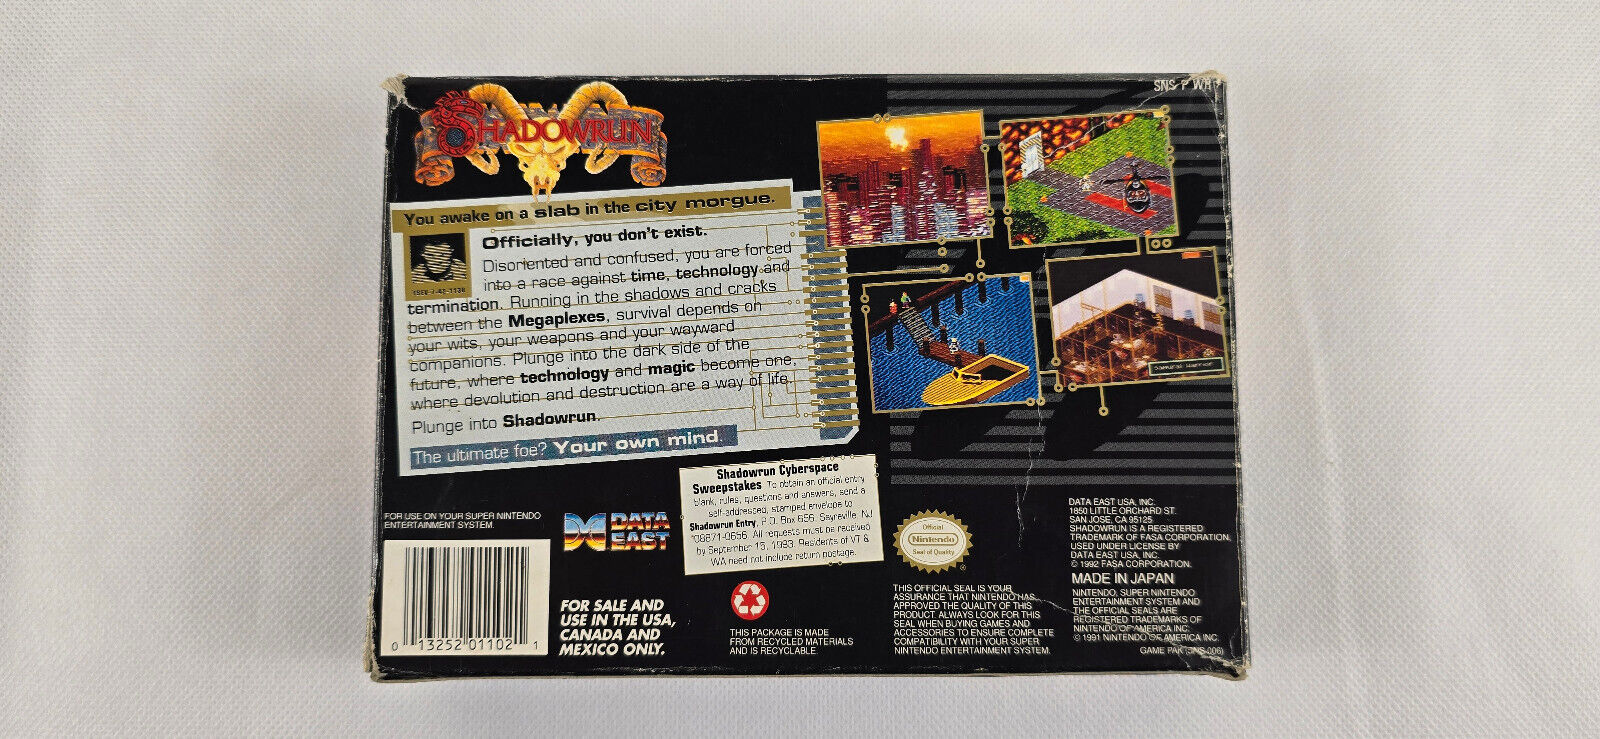 SHADOWRUN
SNS P
You awake on a slab in the city morgue.
Officially, you don't exist.
Disoriented and confused, you are forced
into a race against time, technology and
termination. Running in the shadows and cracks
between the Megaplexes, survival depends on
your wits, your weapons and your wayward
companions. Plunge into the dark side of the
future, where technology and magic become one,
where devolution and destruction are a way of life.
Plunge into Shadowrun.
The ultimate foe? Your own mind.
Samurai Warrior
Shadowrun Cyberspace
Sweepstakes To obtain an official entry
blank, rules, questions and answers, send a
self-addressed, stamped envelope to
Shadowrun Entry, P.O. Box 656, Sayreville, NJ
08871-0656. All requests must be received
by September 13, 1993. Residents of VT &
WA need not include return postage.
FOR USE ON YOUR SUPER NINTENDO
ENTERTAINMENT SYSTEM.
0 13252 01102 1
DATA
EAST
FOR SALE AND
USE IN THE USA,
CANADA AND
MEXICO ONLY.
THIS PACKAGE IS MADE
FROM RECYCLED MATERIALS
AND IS RECYCLABLE.
Official
Nintendo
Seal of Quality
THIS OFFICIAL SEAL IS YOUR
ASSURANCE THAT NINTENDO HAS
APPROVED THE QUALITY OF THIS
PRODUCT. ALWAYS LOOK FOR THIS
SEAL WHEN BUYING GAMES AND
ACCESSORIES TO ENSURE COMPLETE
COMPATIBILITY WITH YOUR SUPER
NINTENDO ENTERTAINMENT SYSTEM.
DATA EAST USA, INC.
1850 LITTLE ORCHARD ST.
SAN JOSE, CA 95125
SHADOWRUN IS A REGISTERED
TRADEMARK OF FASA CORPORATION.
USED UNDER LICENSE BY
DATA EAST USA, INC.
© 1992 FASA CORPORATION.
MADE IN JAPAN
NINTENDO, SUPER NINTENDO
ENTERTAINMENT SYSTEM AND
THE OFFICIAL SEALS ARE
REGISTERED TRADEMARKS OF
NINTENDO OF AMERICA INC.
© 1991 NINTENDO OF AMERICA INC.
GAME PAK (SNS-006)